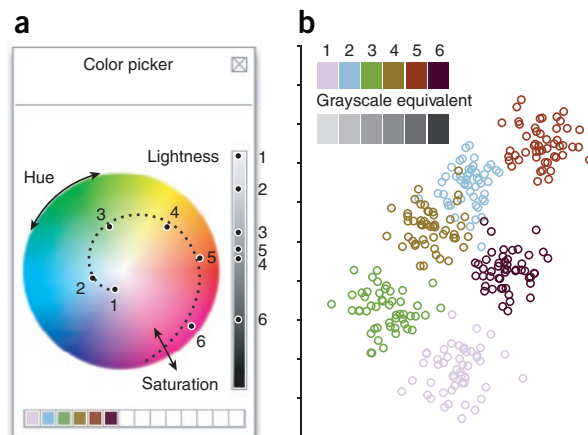 a
Color picker
Lightness
1
2
3
5
4
6
Hue
3
4
5
2
1
6
Saturation
b
1 2 3 4 5 6
Grayscale equivalent